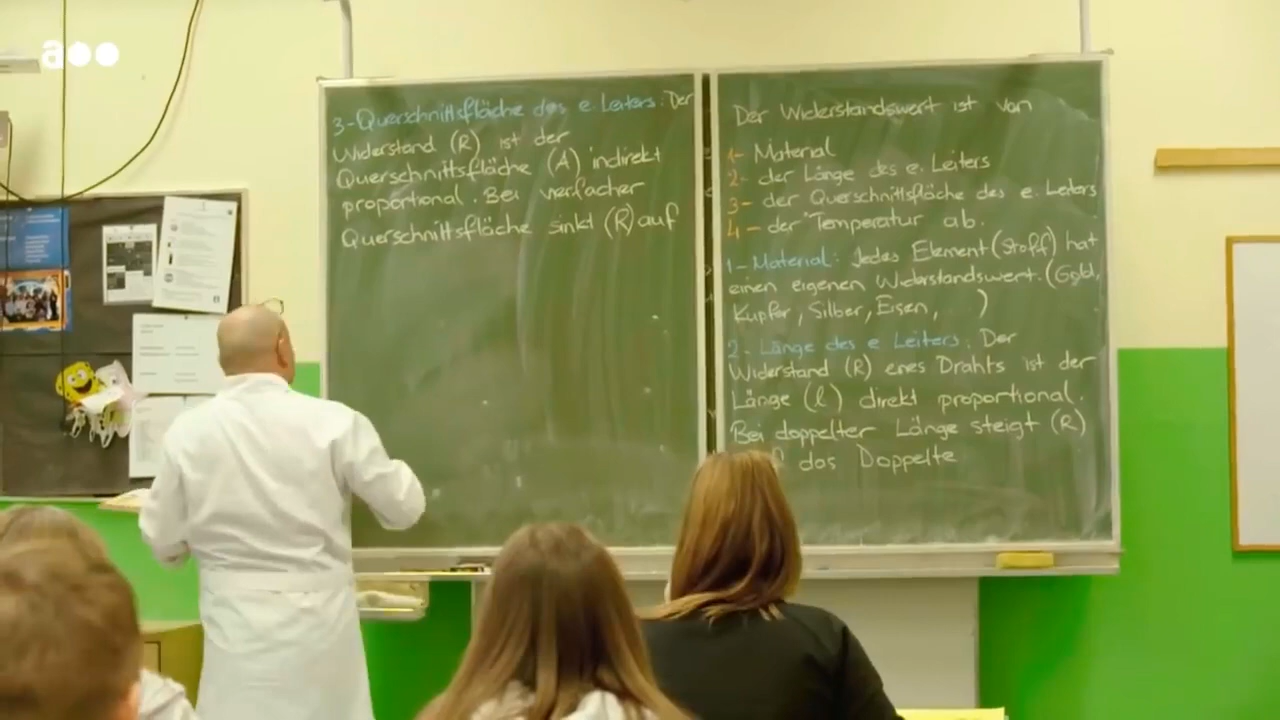 aoo
3-Querschnittsfläche des e. Leiters: Der
Widerstand (R) ist der
Querschnittsfläche (A) indirekt
proportional. Bei vierfacher
Querschnittsfläche sinkt (R) auf
Der Widerstandswert ist von
1- Material
2- der Länge des e. Leiters
3- der Querschnittsfläche des e. Leiters
4- der Temperatur ab.
1-Material: Jedes Element (Stoff) hat
einen eigenen Widerstandswert. (Gold,
Kupfer, Silber, Eisen, )
2- Länge des e Leiters: Der
Widerstand (R) eines Drahts ist der
Länge (l) direkt proportional.
Bei doppelter Länge steigt (R)
das Doppelte